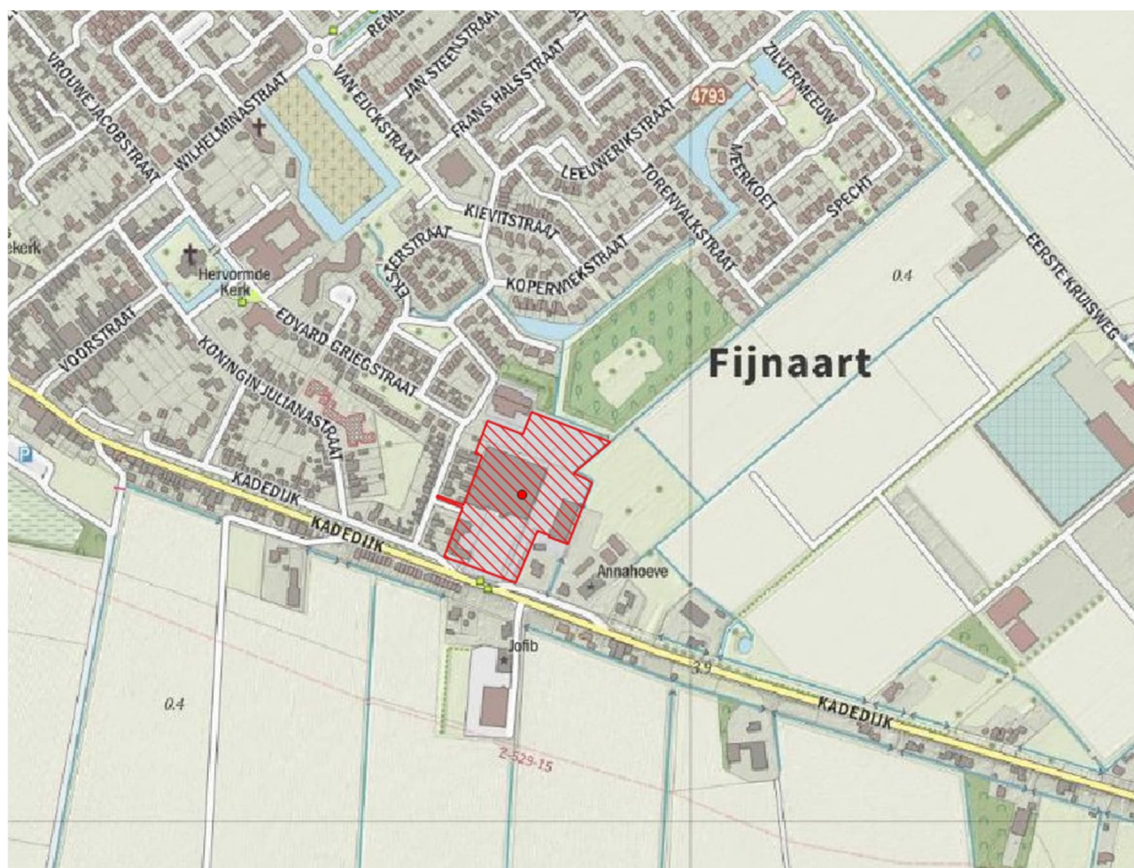 REMB
VROUWE JACOBSTRAAT
WILHELMINASTRAAT
VAN EIJCKSTRAAT
JAN STEENSTRAAT
FRANS HALSSTRAAT
ZILVERMEEUW
4793
LEEUWERIKSTRAAT
MEERKOET
TORENVALKSTRAAT
SPECHT
KIEVITSTRAAT
EKSTERSTRAAT
KOPERWIEKSTRAAT
EERSTE KRUISWEG
ekerk
Hervormde
Kerk
0.4
VOORSTRAAT
EDVARD GRIEGSTRAAT
KONINGIN JULIANASTRAAT
Fijnaart
P
KADEDIJK
KADEDIJK
Annahoeve
Jofib
3.9
0.4
KADEDIJK
Z-529-15